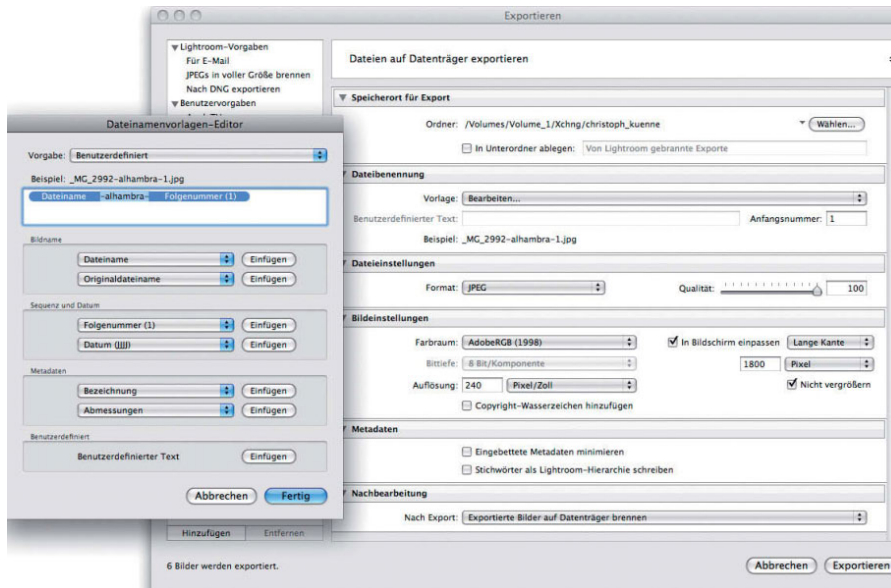 Exportieren
Lightroom-Vorgaben
Für E-Mail
JPEGs in voller Größe brennen
Nach DNG exportieren
Benutzervorgaben
Dateien auf Datenträger exportieren
Speicherort für Export
Ordner: /Volumes/Volume_1/Xchng/christoph_kuenne Wählen...
In Unterordner ablegen: Von Lightroom gebrannte Exporte
Dateibenennung
Vorlage: Bearbeiten...
Benutzerdefinierter Text: Anfangsnummer: 1
Beispiel: _MG_2992-alhambra-1.jpg
Dateieinstellungen
Format: JPEG Qualität: 100
Bildeinstellungen
Farbraum: AdobeRGB (1998) In Bildschirm einpassen Lange Kante
Bittiefe: 8 Bit/Komponente 1800 Pixel
Auflösung: 240 Pixel/Zoll Nicht vergrößern
Copyright-Wasserzeichen hinzufügen
Metadaten
Eingebettete Metadaten minimieren
Stichwörter als Lightroom-Hierarchie schreiben
Nachbearbeitung
Nach Export: Exportierte Bilder auf Datenträger brennen
Hinzufügen Entfernen
6 Bilder werden exportiert.
Abbrechen Exportieren
Dateinamenvorlagen-Editor
Vorgabe: Benutzerdefiniert
Beispiel: _MG_2992-alhambra-1.jpg
Dateiname -alhambra- Folgenummer (1)
Bildname
Dateiname Einfügen
Originaldateiname Einfügen
Sequenz und Datum
Folgenummer (1) Einfügen
Datum (JJJJ) Einfügen
Metadaten
Bezeichnung Einfügen
Abmessungen Einfügen
Benutzerdefiniert
Benutzerdefinierter Text Einfügen
Abbrechen Fertig